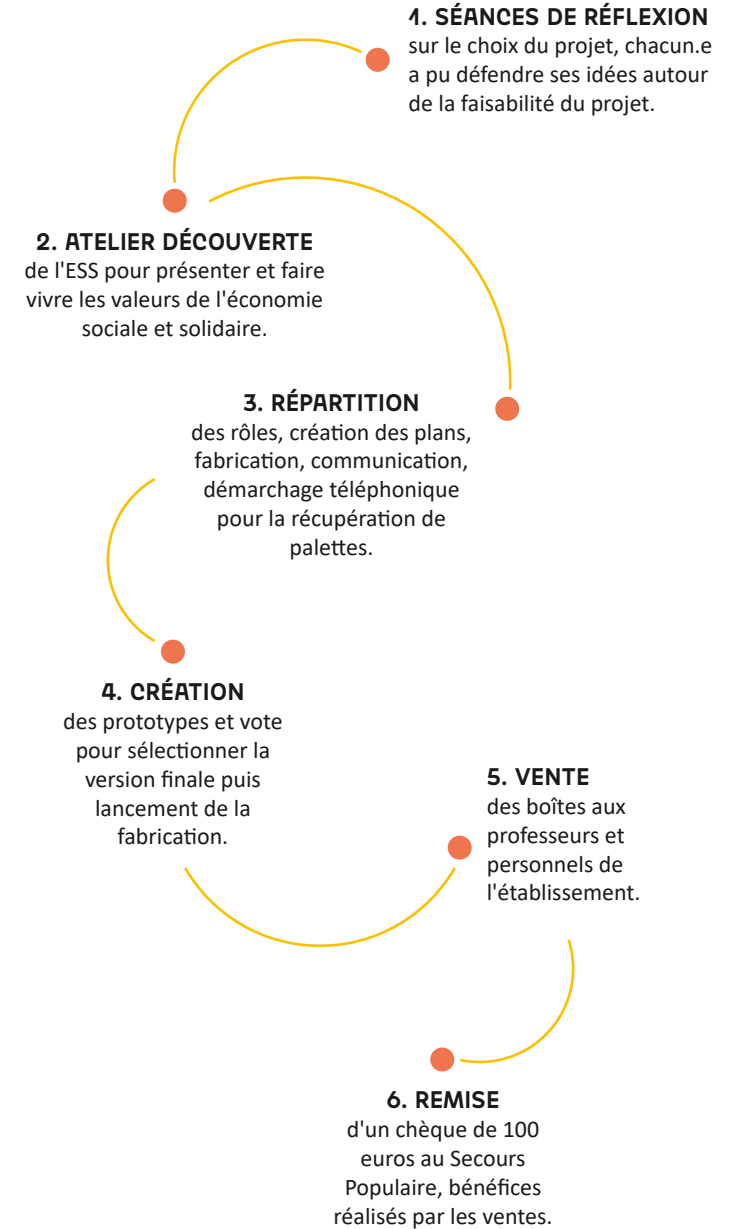 1. SÉANCES DE RÉFLEXION
sur le choix du projet, chacun.e
a pu défendre ses idées autour
de la faisabilité du projet.
2. ATELIER DÉCOUVERTE
de l'ESS pour présenter et faire
vivre les valeurs de l'économie
sociale et solidaire.
3. RÉPARTITION
des rôles, création des plans,
fabrication, communication,
démarchage téléphonique
pour la récupération de
palettes.
4. CRÉATION
des prototypes et vote
pour sélectionner la
version finale puis
lancement de la
fabrication.
5. VENTE
des boîtes aux
professeurs et
personnels de
l'établissement.
6. REMISE
d'un chèque de 100
euros au Secours
Populaire, bénéfices
réalisés par les ventes.